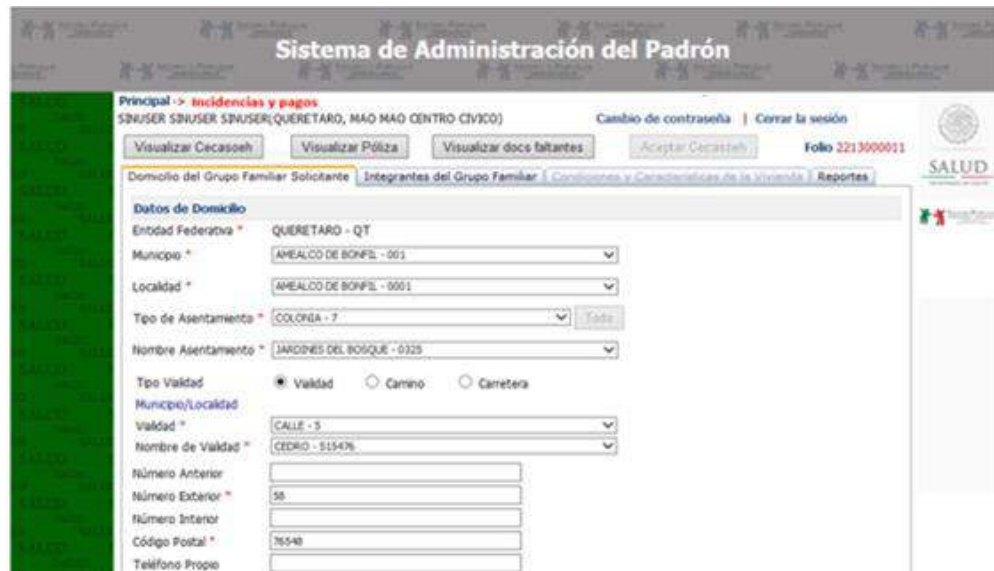 Sistema de Administración del Padrón
Principal -> Incidencias y pagos
SINUSER SINUSER SINUSER(QUERETARO, MAO MAO CENTRO CIVICO) Cambio de contraseña | Cerrar la sesión
Visualizar Cecasoeh Visualizar Póliza Visualizar docs faltantes Aceptar Cecasoeh Folio 2213000011
Domicilio del Grupo Familiar Solicitante Integrantes del Grupo Familiar Condiciones y Características de la Vivienda Reportes
SALUD
Datos de Domicilio
Entidad Federativa * QUERETARO - QT
Municipio * AMEALCO DE BONFIL - 001
Localidad * AMEALCO DE BONFIL - 0001
Tipo de Asentamiento * COLONIA - 7 Todo
Nombre Asentamiento * JARDINES DEL BOSQUE - 0325
Tipo Validad Validad Camino Carretera
Municipio/Localidad
Validad * CALLE - 5
Nombre de Validad * CEDRO - 515476
Número Anterior
Número Exterior * 58
Número Interior
Código Postal * 76548
Teléfono Propio